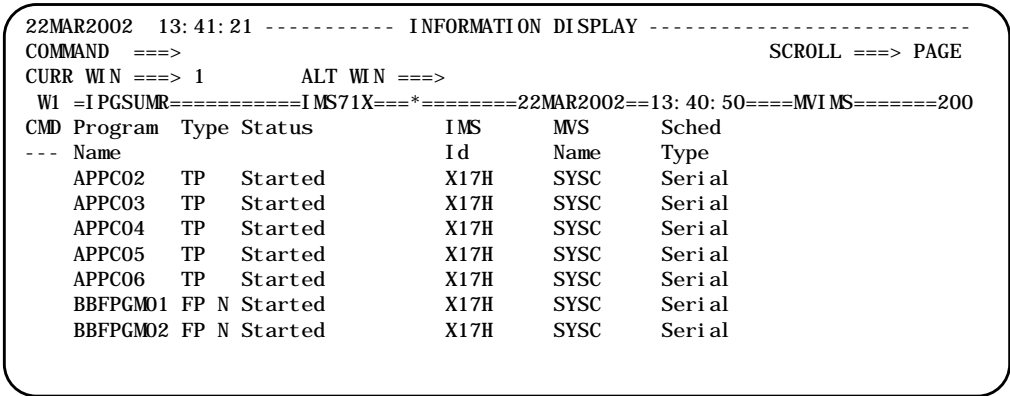 22MAR2002  13:41:21 ----------- INFORMATION DISPLAY ---------------------------
COMMAND  ===>                                                 SCROLL ===> PAGE
CURR WIN ===> 1        ALT WIN ===>
 W1 =IPGSUMR===========IMS71X===*========22MAR2002==13:40:50====MVIMS=======200
CMD Program  Type Status            IMS      MVS      Sched
--- Name                            Id       Name     Type
    APPC02   TP   Started           X17H     SYSC     Serial
    APPC03   TP   Started           X17H     SYSC     Serial
    APPC04   TP   Started           X17H     SYSC     Serial
    APPC05   TP   Started           X17H     SYSC     Serial
    APPC06   TP   Started           X17H     SYSC     Serial
    BBFPGM01 FP N Started           X17H     SYSC     Serial
    BBFPGM02 FP N Started           X17H     SYSC     Serial